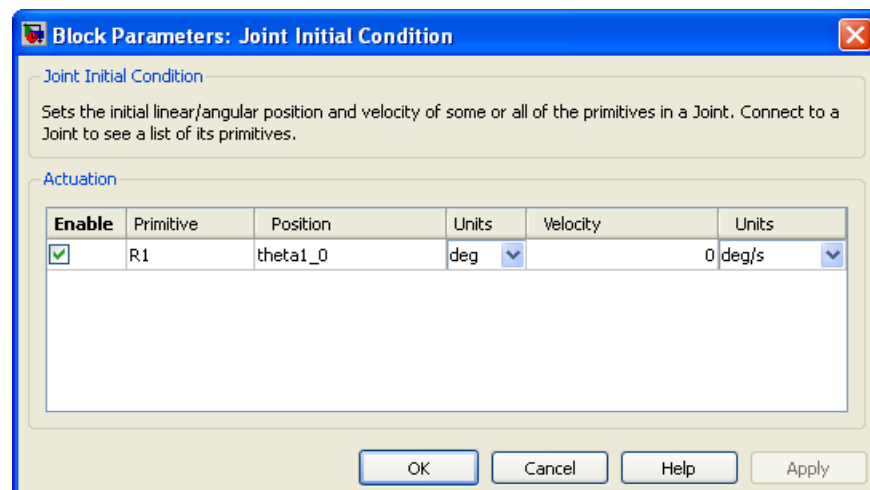 Block Parameters: Joint Initial Condition
Joint Initial Condition
Sets the initial linear/angular position and velocity of some or all of the primitives in a Joint. Connect to a
Joint to see a list of its primitives.
Actuation
Enable Primitive Position Units Velocity Units
R1 theta1_0 deg 0 deg/s
OK Cancel Help Apply